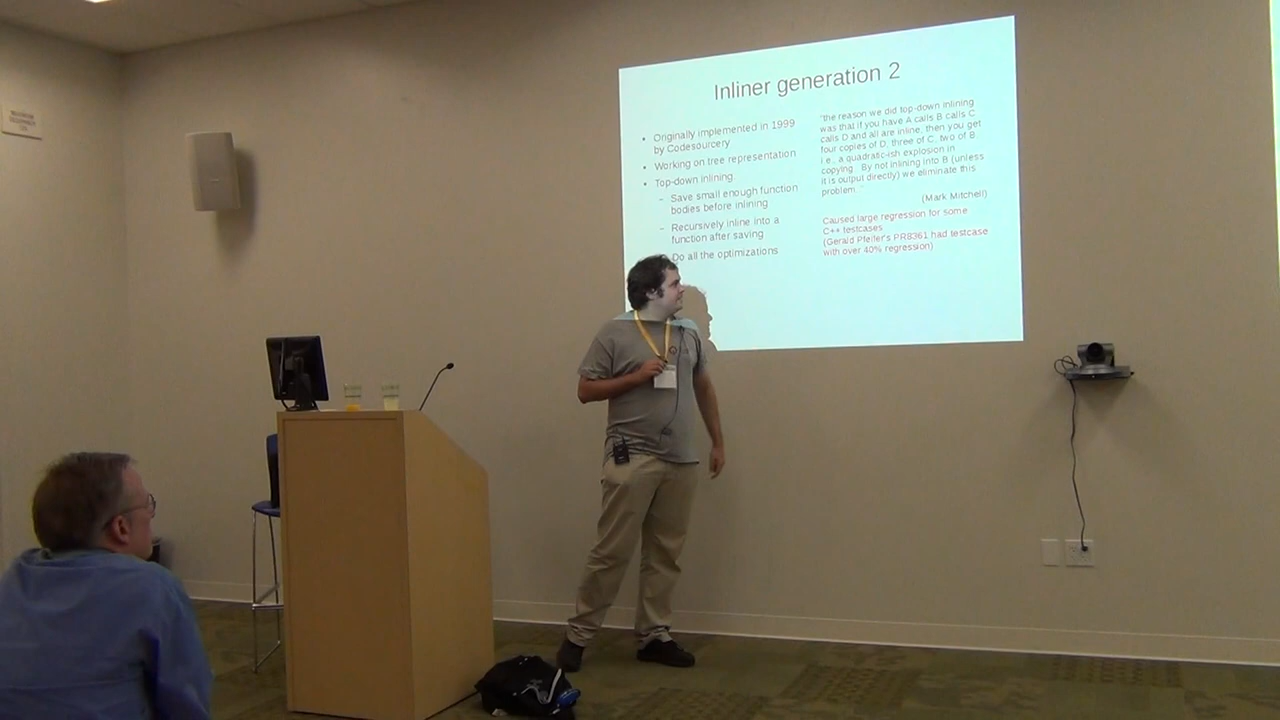 Inliner generation 2
• Originally implemented in 1999
by Codesourcery
• Working on tree representation
• Top-down inlining
– Save small enough function
bodies before inlining
– Recursively inline into a
function after saving
Do all the optimizations
"the reason we did top-down inlining
was that if you have A calls B calls C
calls D and all are inline, then you get
four copies of D, three of C, two of B
i.e., a quadratic-ish explosion in
copying. By not inlining into B (unless
it is output directly) we eliminate this
problem..."
(Mark Mitchell)
Caused large regression for some
C++ testcases
(Gerald Pfeifer's PR8361 had testcase
with over 40% regression)